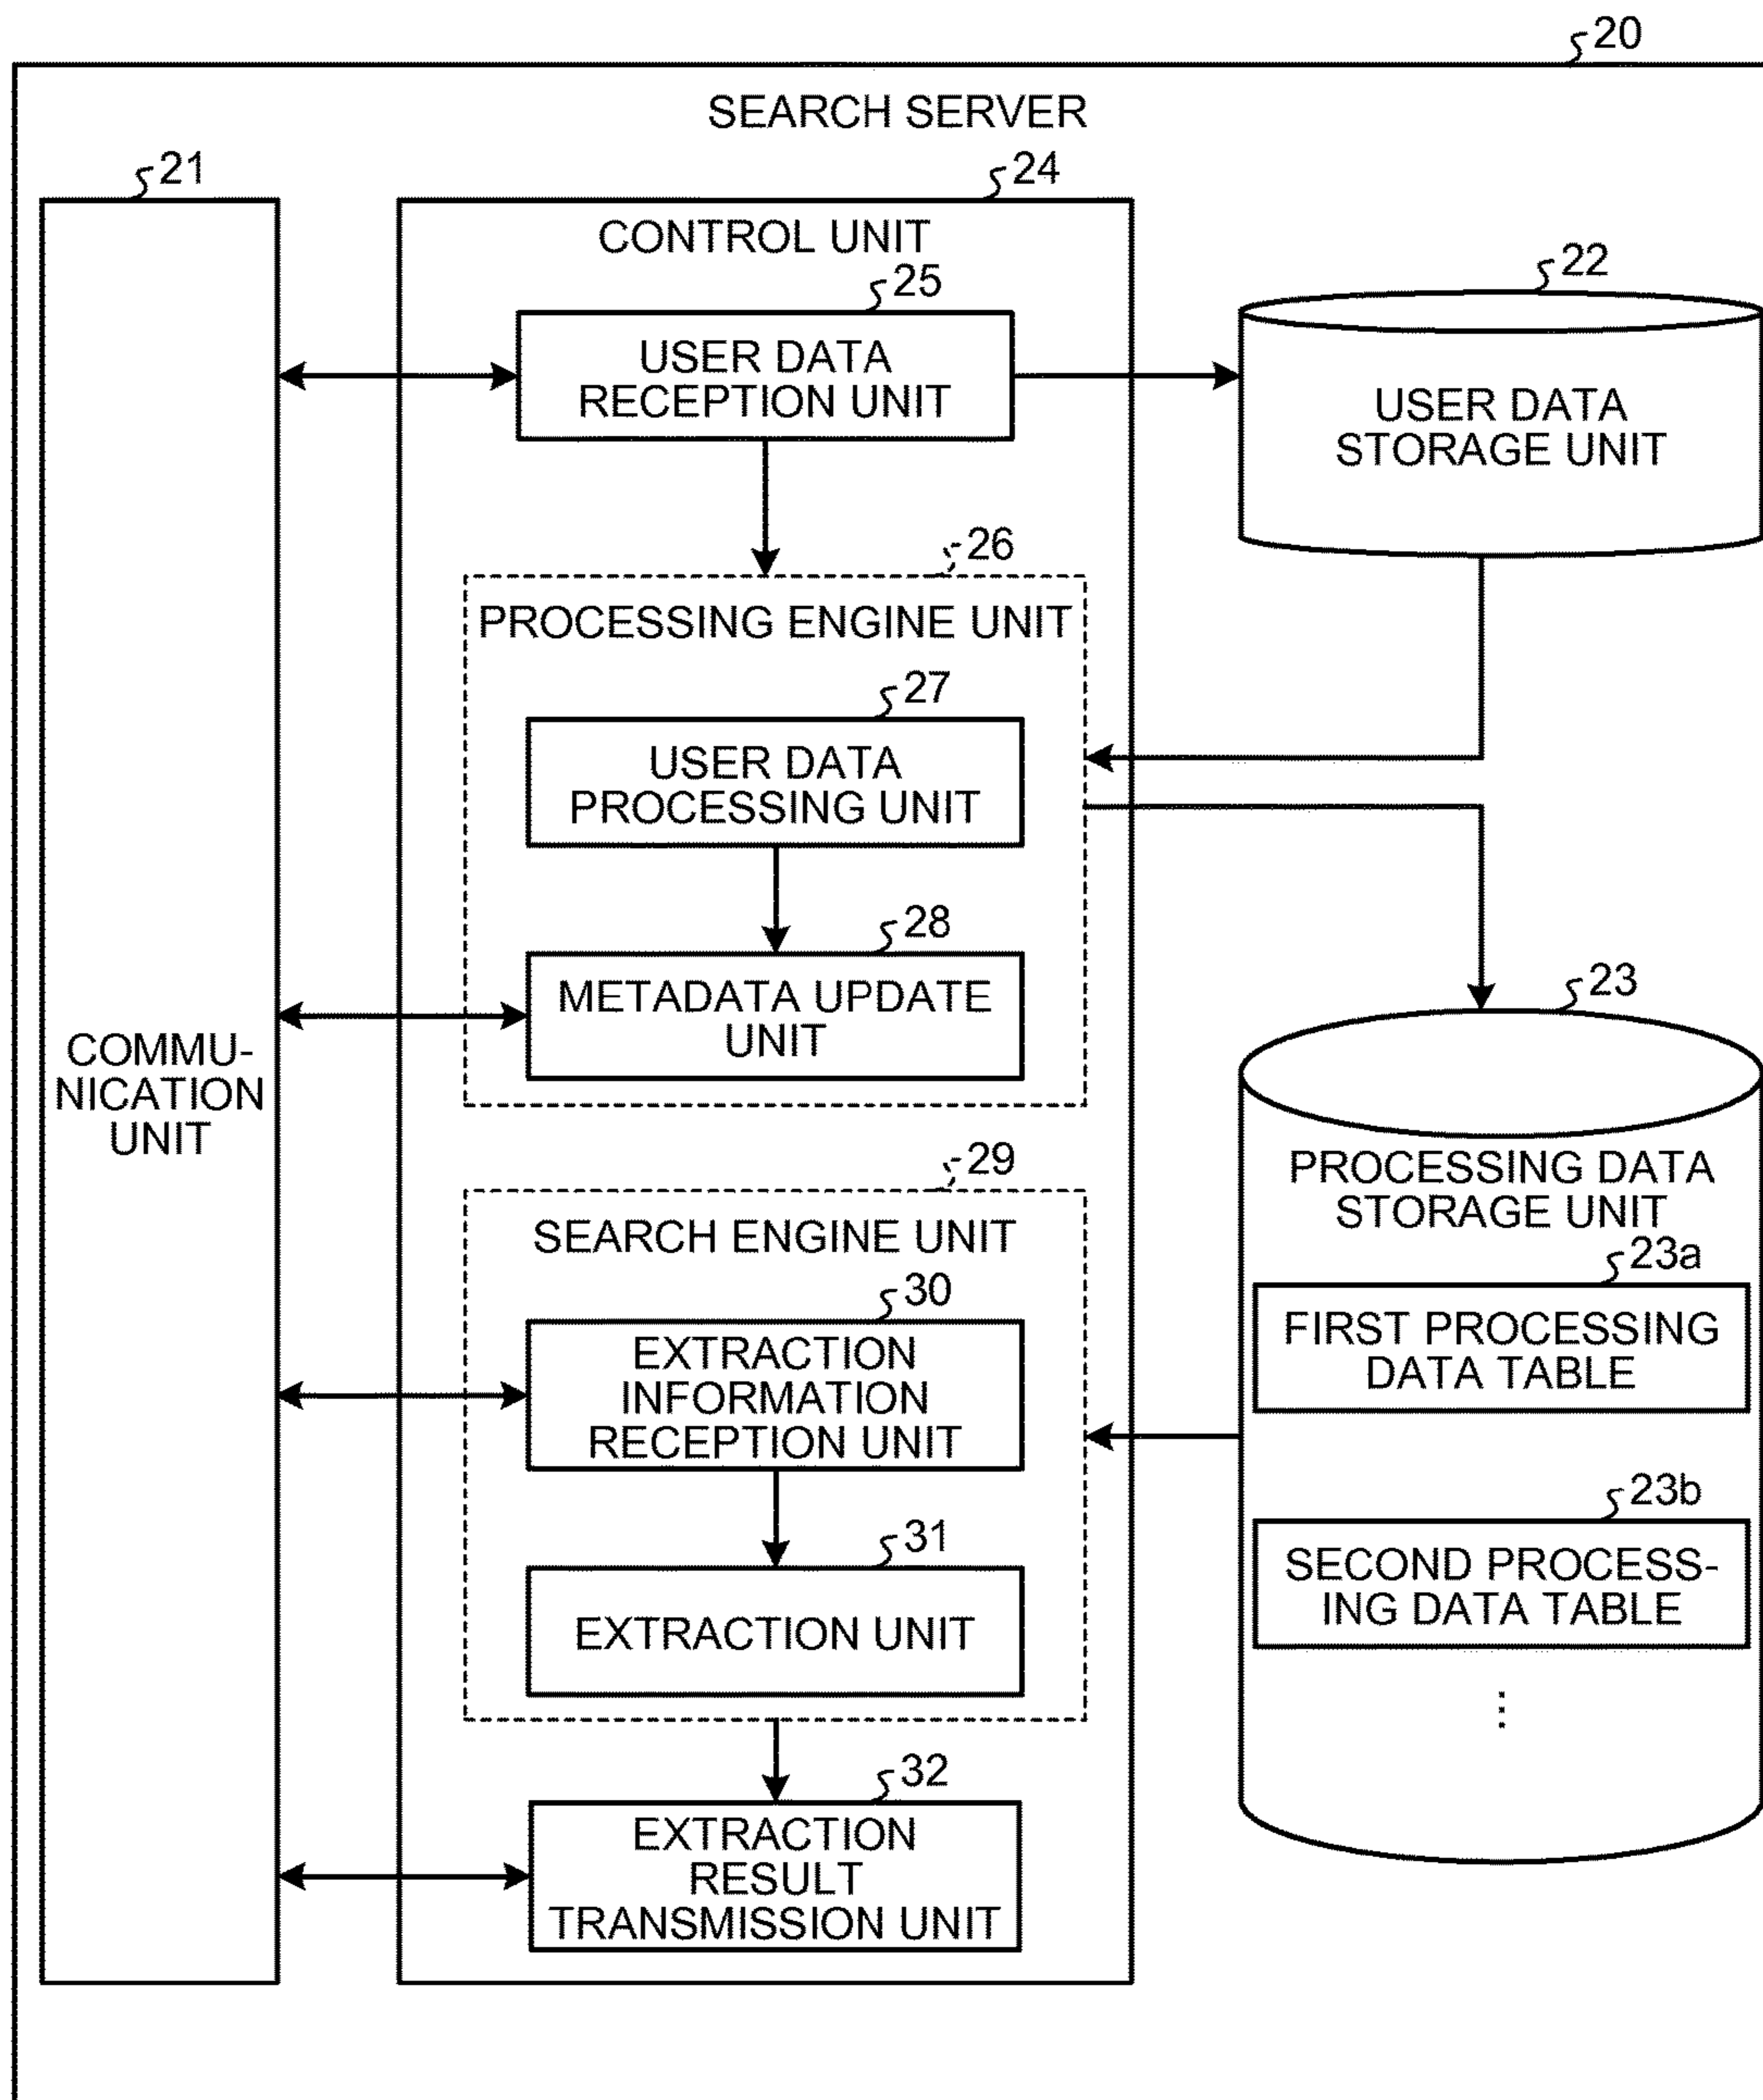 20
SEARCH SERVER
21
24
CONTROL UNIT
22
25
USER DATA
RECEPTION UNIT
USER DATA
STORAGE UNIT
26
PROCESSING ENGINE UNIT
27
USER DATA
PROCESSING UNIT
28
METADATA UPDATE
UNIT
23
COMMU-
NICATION
UNIT
PROCESSING DATA
STORAGE UNIT
29
SEARCH ENGINE UNIT
23a
FIRST PROCESSING
DATA TABLE
30
EXTRACTION
INFORMATION
RECEPTION UNIT
23b
SECOND PROCESS-
ING DATA TABLE
⋮
31
EXTRACTION UNIT
32
EXTRACTION
RESULT
TRANSMISSION UNIT